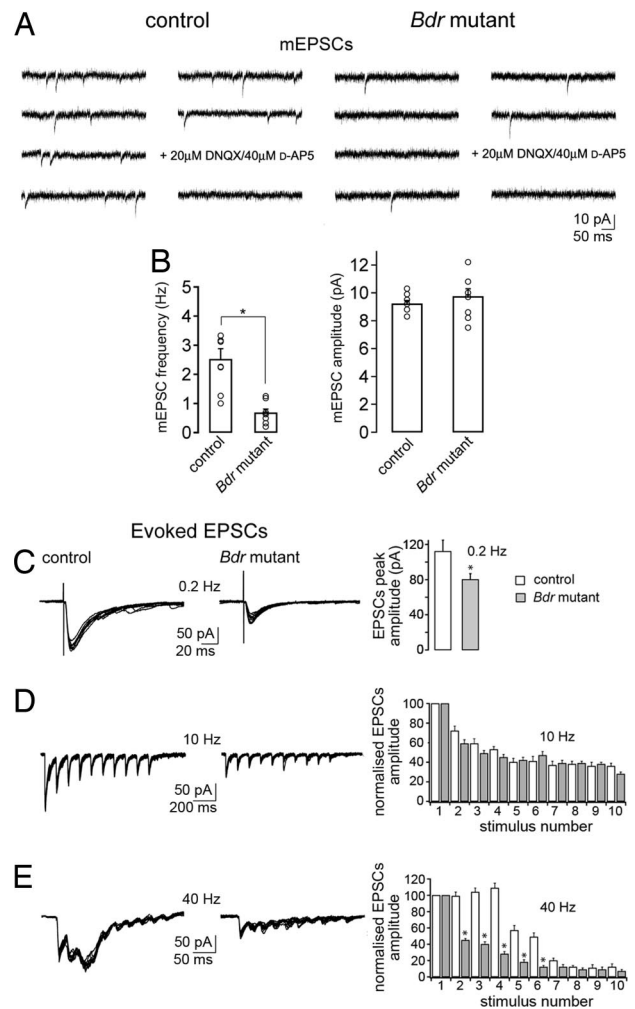 A
control
Bdr mutant
mEPSCs
+ 20µM DNQX/40µM D-AP5
+ 20µM DNQX/40µM D-AP5
10 pA
50 ms
B
mEPSC frequency (Hz)
4
3
2
1
0
*
control
Bdr mutant
mEPSC amplitude (pA)
12
10
8
6
4
2
0
control
Bdr mutant
Evoked EPSCs
C
control
Bdr mutant
0.2 Hz
50 pA
20 ms
EPSCs peak
amplitude (pA)
120
80
40
0
0.2 Hz
*
control
Bdr mutant
D
10 Hz
50 pA
200 ms
normalised EPSCs
amplitude
100
80
60
40
20
0
10 Hz
1 2 3 4 5 6 7 8 9 10
stimulus number
E
40 Hz
50 pA
50 ms
normalised EPSCs
amplitude
120
100
80
60
40
20
0
40 Hz
* * * * *
1 2 3 4 5 6 7 8 9 10
stimulus number